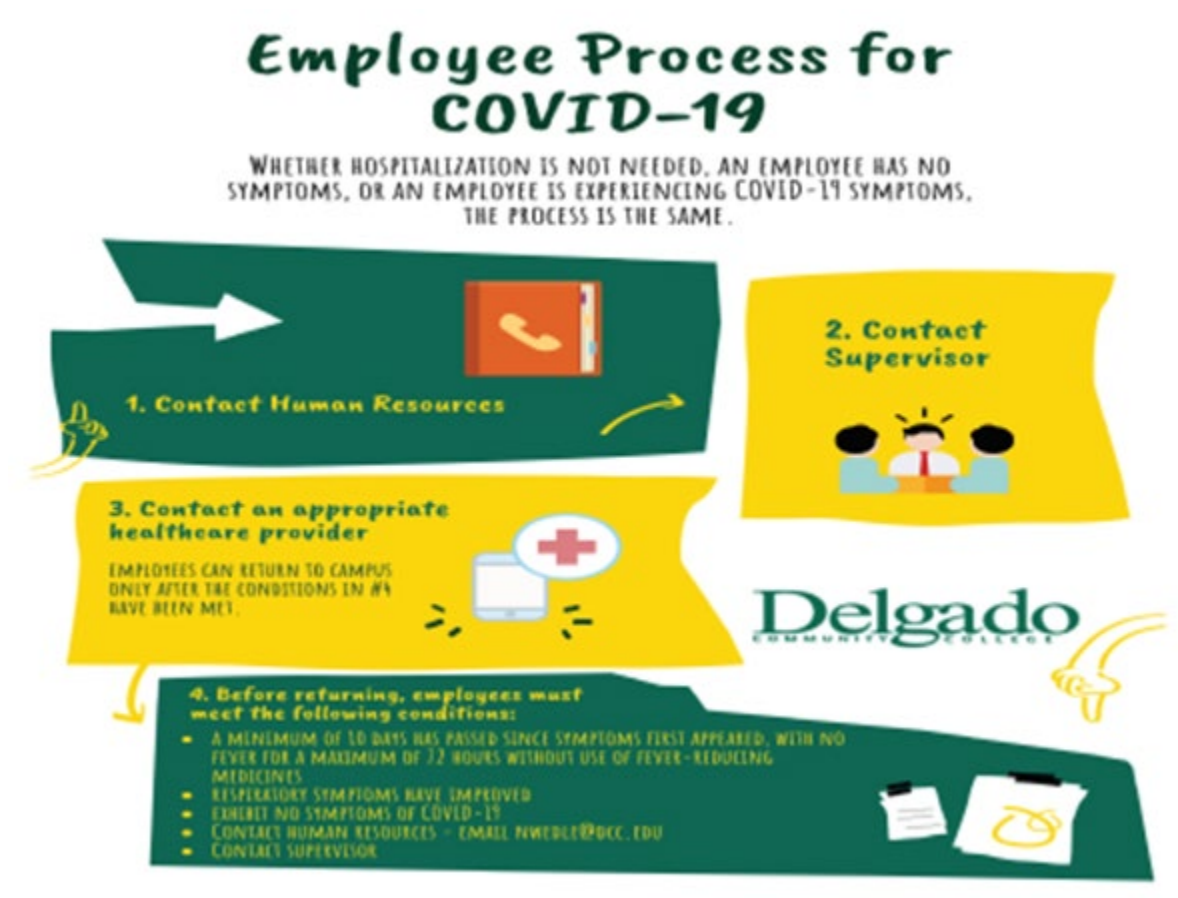 Employee Process for
COVID-19
WHETHER HOSPITALIZATION IS NOT NEEDED, AN EMPLOYEE HAS NO
SYMPTOMS, OR AN EMPLOYEE IS EXPERIENCING COVID-19 SYMPTOMS,
THE PROCESS IS THE SAME.
1. Contact Human Resources
2. Contact
Supervisor
3. Contact an appropriate
healthcare provider
EMPLOYEES CAN RETURN TO CAMPUS
ONLY AFTER THE CONDITIONS IN #4
HAVE BEEN MET.
Delgado
COMMUNITY COLLEGE
4. Before returning, employees must
meet the following conditions:
• A MINIMUM OF 10 DAYS HAS PASSED SINCE SYMPTOMS FIRST APPEARED, WITH NO
FEVER FOR A MAXIMUM OF 72 HOURS WITHOUT USE OF FEVER-REDUCING
MEDICINES
• RESPIRATORY SYMPTOMS HAVE IMPROVED
• EXHIBIT NO SYMPTOMS OF COVID-19
• CONTACT HUMAN RESOURCES - EMAIL NWEDLE@DCC.EDU
• CONTACT SUPERVISOR